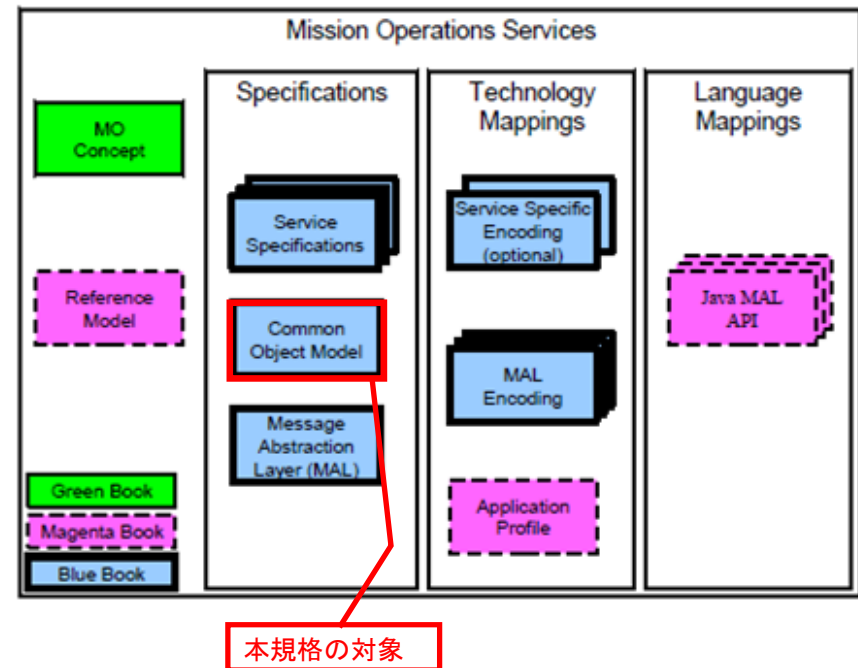 Mission Operations Services
MO
Concept
Reference
Model
Green Book
Magenta Book
Blue Book
Specifications
Service
Specifications
Common
Object Model
Message
Abstraction
Layer (MAL)
Technology
Mappings
Service Specific
Encoding
(optional)
MAL
Encoding
Application
Profile
Language
Mappings
Java MAL
API
本規格の対象